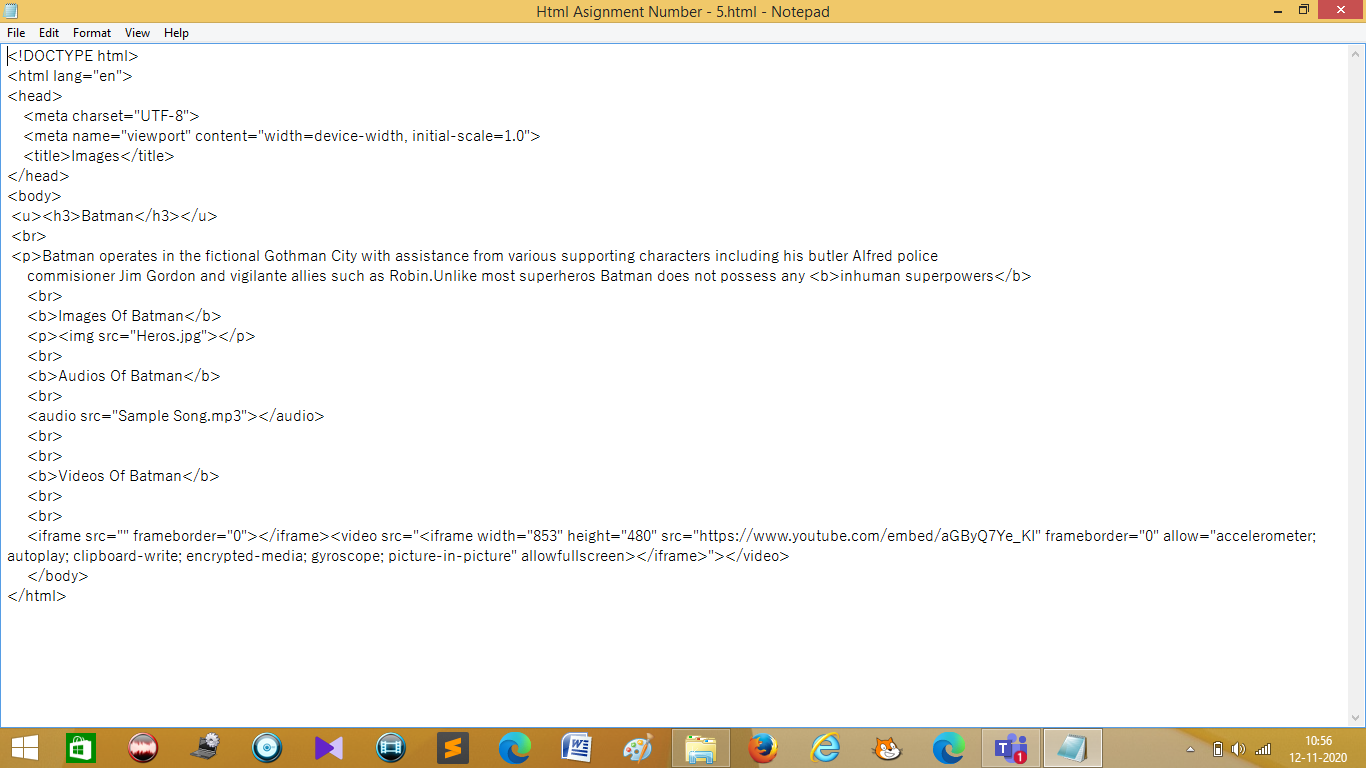 Html Asignment Number - 5.html - Notepad
File Edit Format View Help
<!DOCTYPE html>
<html lang="en">
<head>
<meta charset="UTF-8">
<meta name="viewport" content="width=device-width, initial-scale=1.0">
<title>Images</title>
</head>
<body>
<u><h3>Batman</h3></u>
<br>
<p>Batman operates in the fictional Gothman City with assistance from various supporting characters including his butler Alfred police
commisioner Jim Gordon and vigilante allies such as Robin.Unlike most superheros Batman does not possess any <b>inhuman superpowers</b>
<br>
<b>Images Of Batman</b>
<p><img src="Heros.jpg"></p>
<br>
<b>Audios Of Batman</b>
<br>
<audio src="Sample Song.mp3"></audio>
<br>
<br>
<b>Videos Of Batman</b>
<br>
<br>
<iframe src="" frameborder="0"></iframe><video src="<iframe width="853" height="480" src="https://www.youtube.com/embed/aGByQ7Ye_KI" frameborder="0" allow="accelerometer;
autoplay; clipboard-write; encrypted-media; gyroscope; picture-in-picture" allowfullscreen></iframe>"></video>
</body>
</html>
10:56
12-11-2020